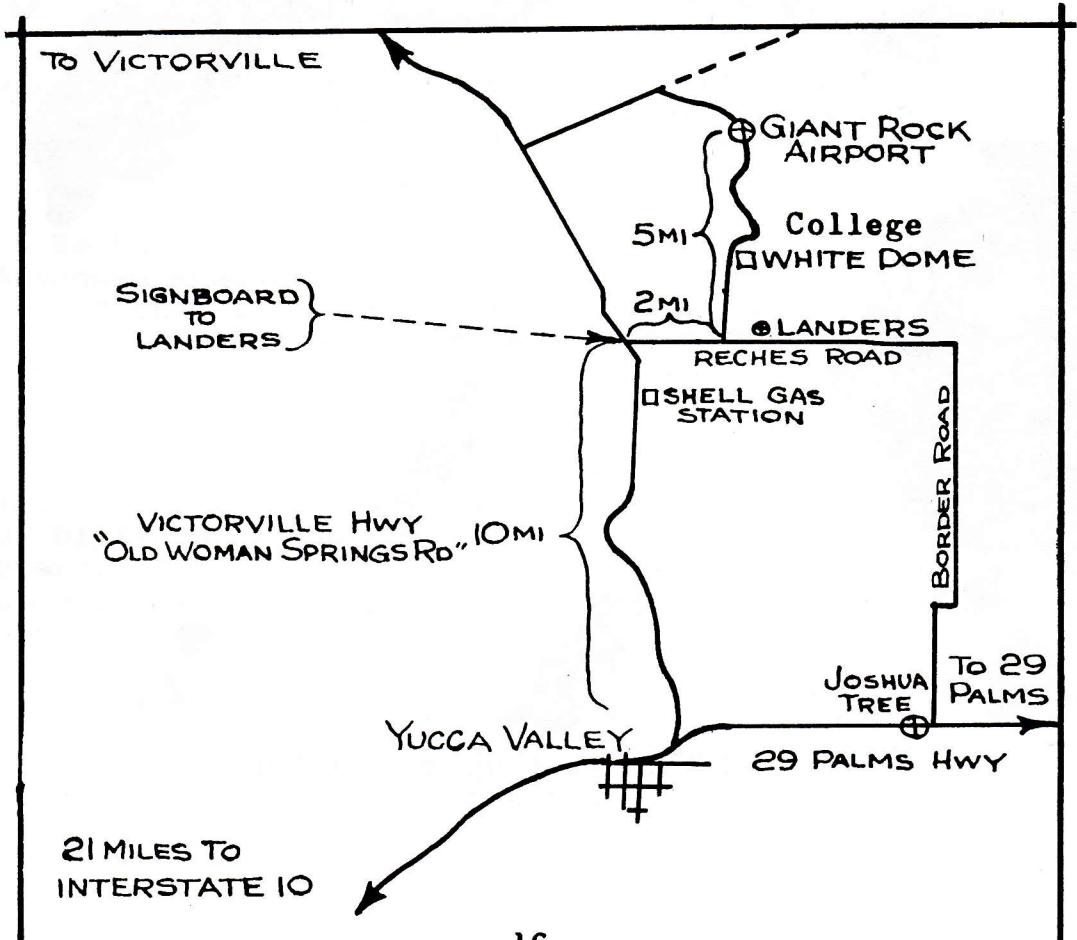 TO VICTORVILLE
GIANT ROCK
AIRPORT
5MI
College
WHITE DOME
SIGNBOARD
TO
LANDERS
2MI
LANDERS
RECHES ROAD
SHELL GAS
STATION
BORDER ROAD
VICTORVILLE HWY
"OLD WOMAN SPRINGS RD"
10MI
JOSHUA
TREE
TO 29
PALMS
YUCCA VALLEY
29 PALMS HWY
21 MILES TO
INTERSTATE 10